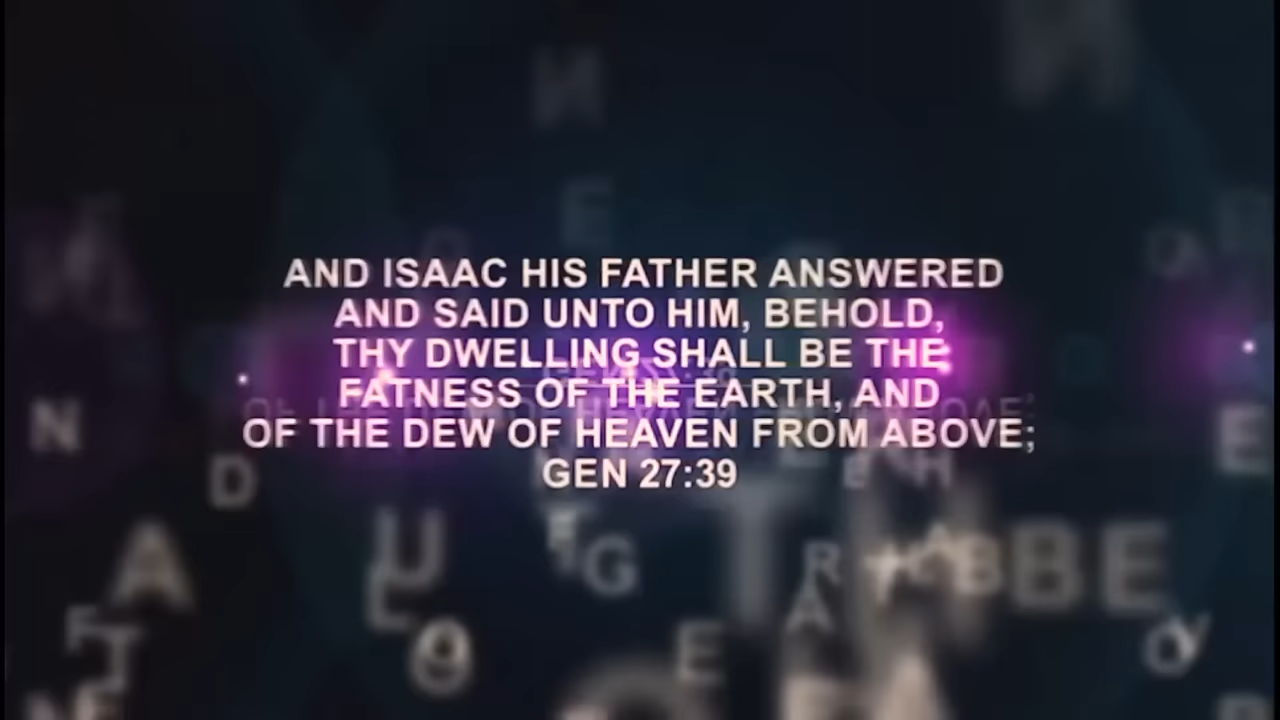 AND ISAAC HIS FATHER ANSWERED
AND SAID UNTO HIM, BEHOLD,
THY DWELLING SHALL BE THE
FATNESS OF THE EARTH, AND
OF THE DEW OF HEAVEN FROM ABOVE;
GEN 27:39